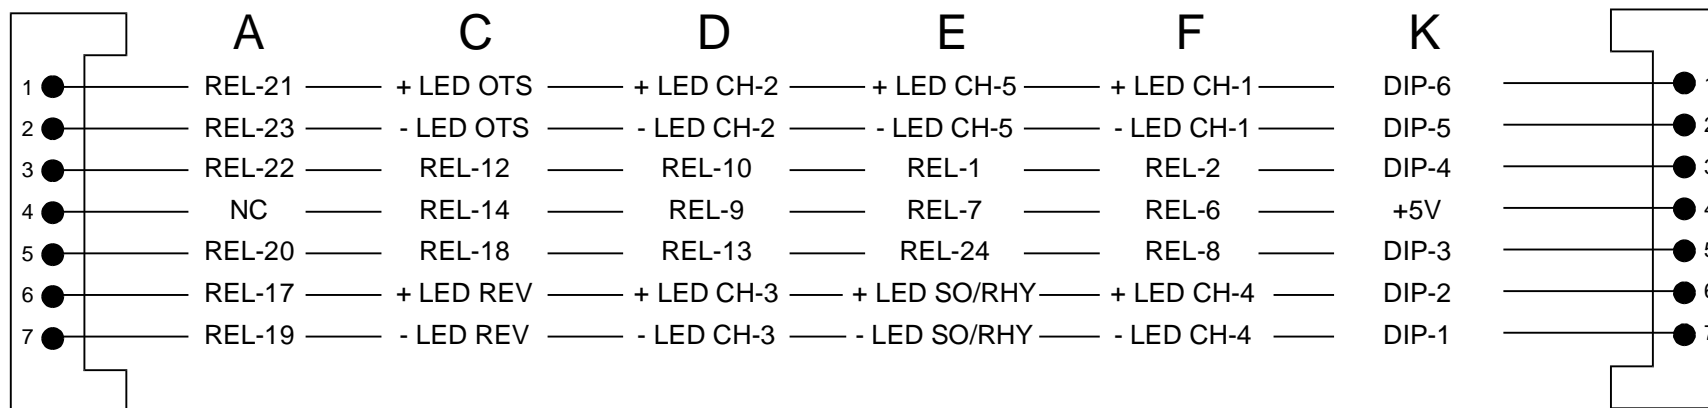 A C D E F K
1 REL-21 + LED OTS + LED CH-2 + LED CH-5 + LED CH-1 DIP-6 1
2 REL-23 - LED OTS - LED CH-2 - LED CH-5 - LED CH-1 DIP-5 2
3 REL-22 REL-12 REL-10 REL-1 REL-2 DIP-4 3
4 NC REL-14 REL-9 REL-7 REL-6 +5V 4
5 REL-20 REL-18 REL-13 REL-24 REL-8 DIP-3 5
6 REL-17 + LED REV + LED CH-3 + LED SO/RHY + LED CH-4 DIP-2 6
7 REL-19 - LED REV - LED CH-3 - LED SO/RHY - LED CH-4 DIP-1 7